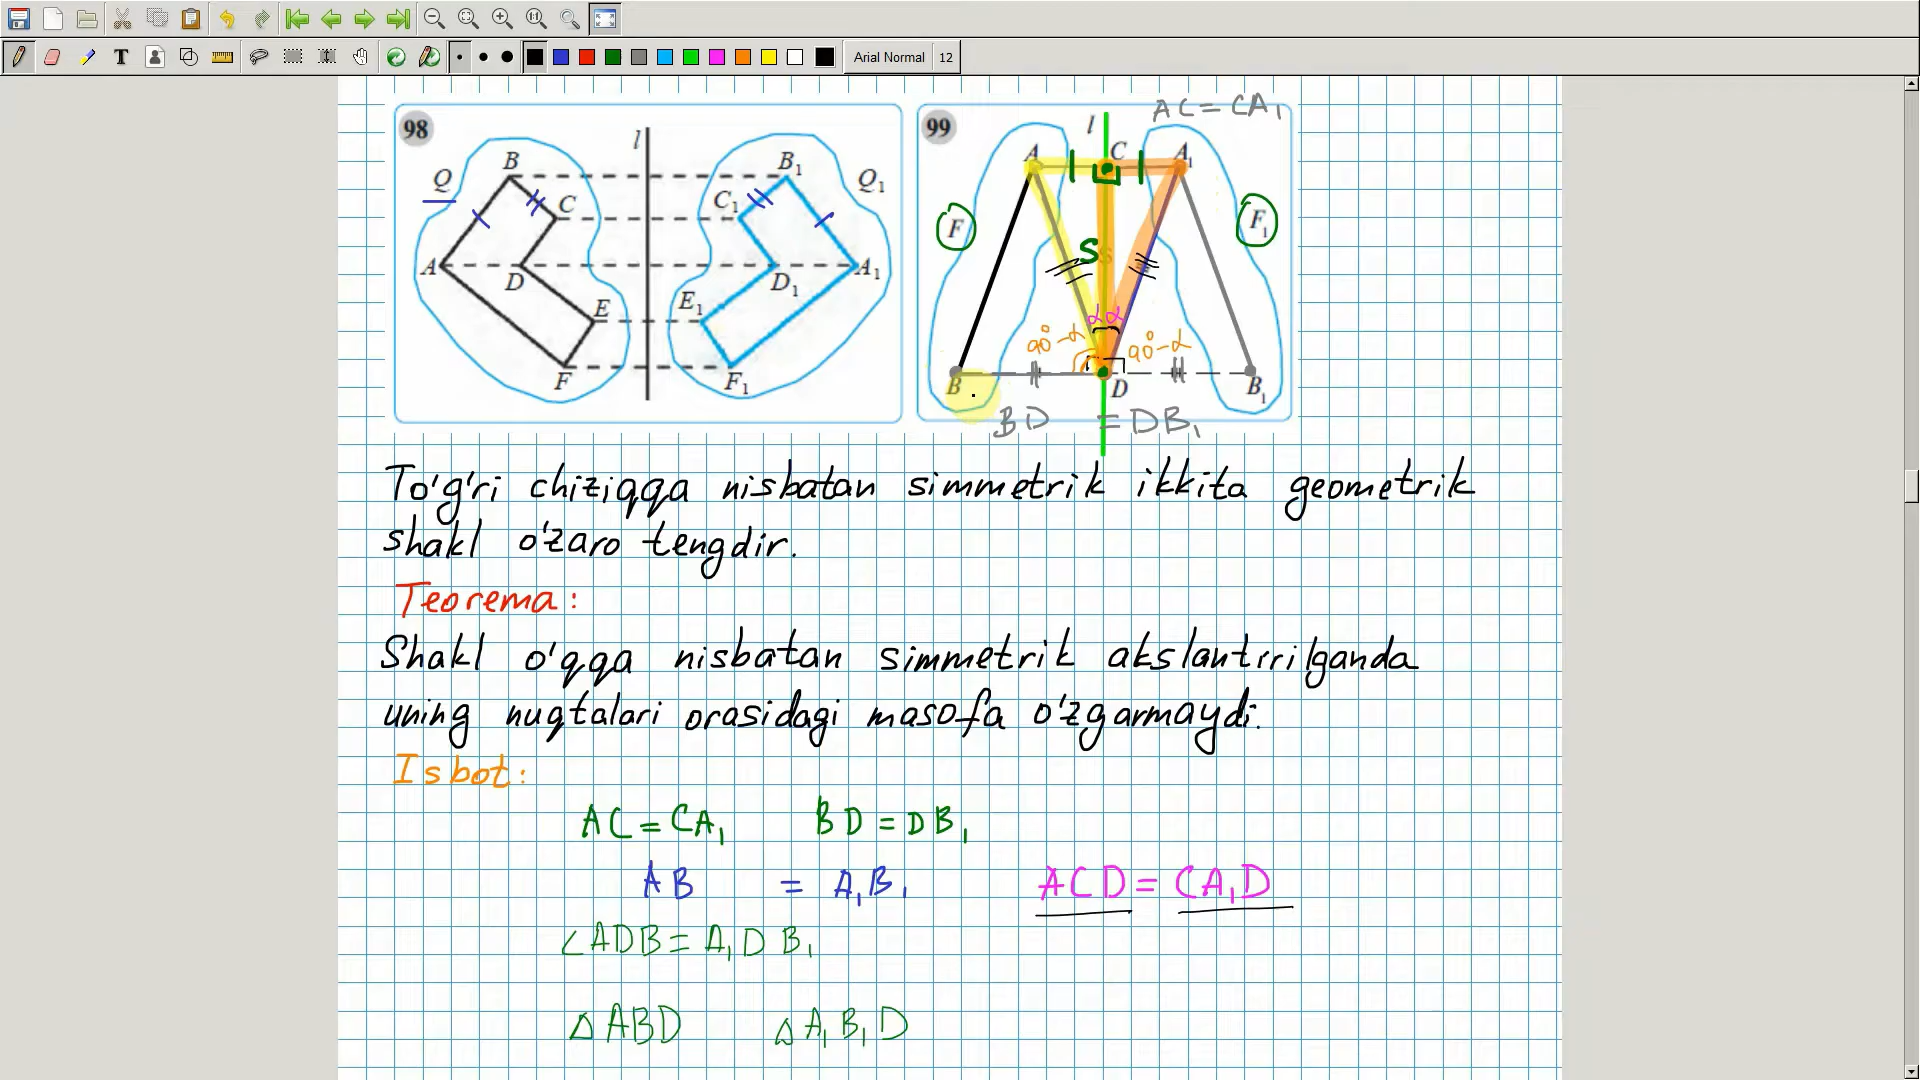 Arial Normal 12
98
l
B
B₁
Q
Q₁
C
C₁
A
D
D₁
A₁
E
E₁
F
F₁
99
AC = CA₁
l
A
C
A₁
F
F₁
S
α α
90°-α 90°-α
B
D
B₁
BD = DB₁
To'g'ri chiziqqa nisbatan simmetrik ikkita geometrik
shakl o'zaro tengdir.
Teorema:
Shakl o'qqa nisbatan simmetrik akslantirilganda
uning nuqtalari orasidagi masofa o'zgarmaydi.
Isbot:
AC = CA₁ BD = DB₁
AB = A₁B₁ ACD = CA₁D
∠ADB = A₁DB₁
△ABD △A₁B₁D